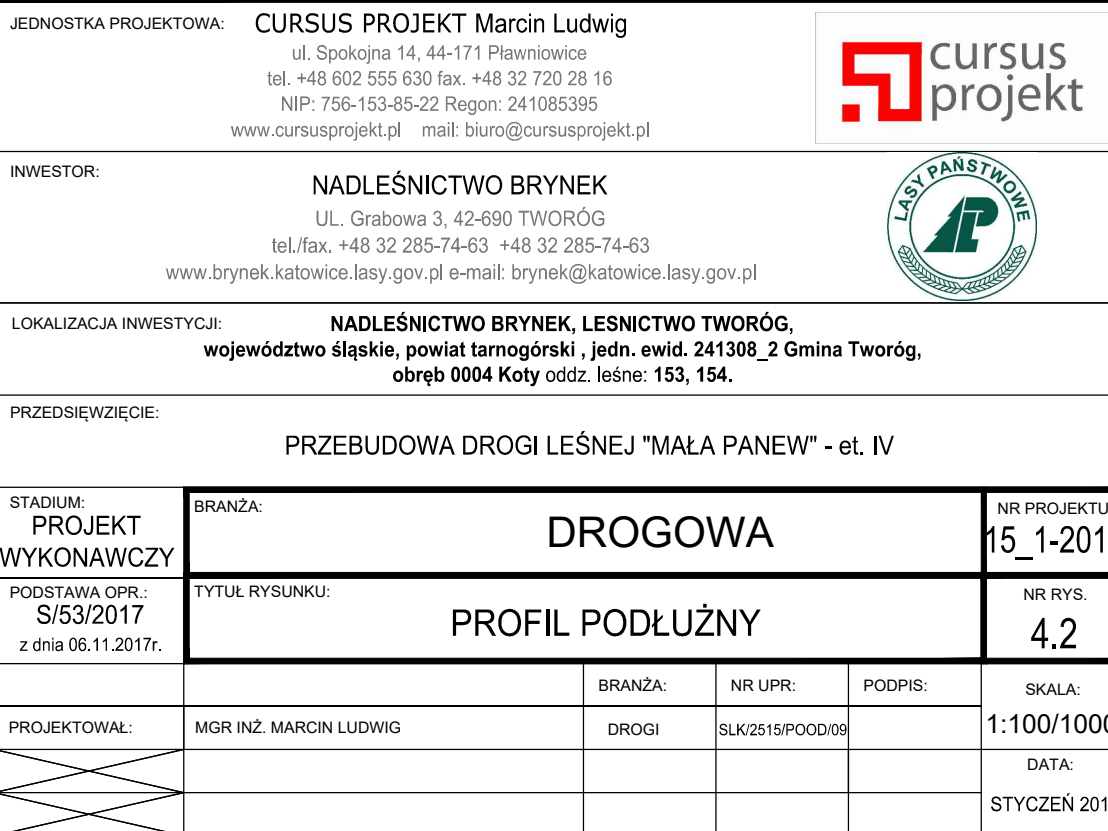 JEDNOSTKA PROJEKTOWA: CURSUS PROJEKT Marcin Ludwig
ul. Spokojna 14, 44-171 Pławniowice
tel. +48 602 555 630 fax. +48 32 720 28 16
NIP: 756-153-85-22 Regon: 241085395
www.cursusprojekt.pl mail: biuro@cursusprojekt.pl
cursus
projekt
INWESTOR:
NADLEŚNICTWO BRYNEK
UL. Grabowa 3, 42-690 TWORÓG
tel./fax. +48 32 285-74-63 +48 32 285-74-63
www.brynek.katowice.lasy.gov.pl e-mail: brynek@katowice.lasy.gov.pl
LASY PAŃSTWOWE
LOKALIZACJA INWESTYCJI: NADLEŚNICTWO BRYNEK, LESNICTWO TWORÓG,
województwo śląskie, powiat tarnogórski , jedn. ewid. 241308_2 Gmina Tworóg,
obręb 0004 Koty oddz. leśne: 153, 154.
PRZEDSIĘWZIĘCIE:
PRZEBUDOWA DROGI LEŚNEJ "MAŁA PANEW" - et. IV
STADIUM:
PROJEKT
WYKONAWCZY
BRANŻA:
DROGOWA
NR PROJEKTU
15_1-201
PODSTAWA OPR.:
S/53/2017
z dnia 06.11.2017r.
TYTUŁ RYSUNKU:
PROFIL PODŁUŻNY
NR RYS.
4.2
BRANŻA: NR UPR: PODPIS:
SKALA:
1:100/1000
PROJEKTOWAŁ: MGR INŻ. MARCIN LUDWIG DROGI SLK/2515/POOD/09
DATA:
STYCZEŃ 201